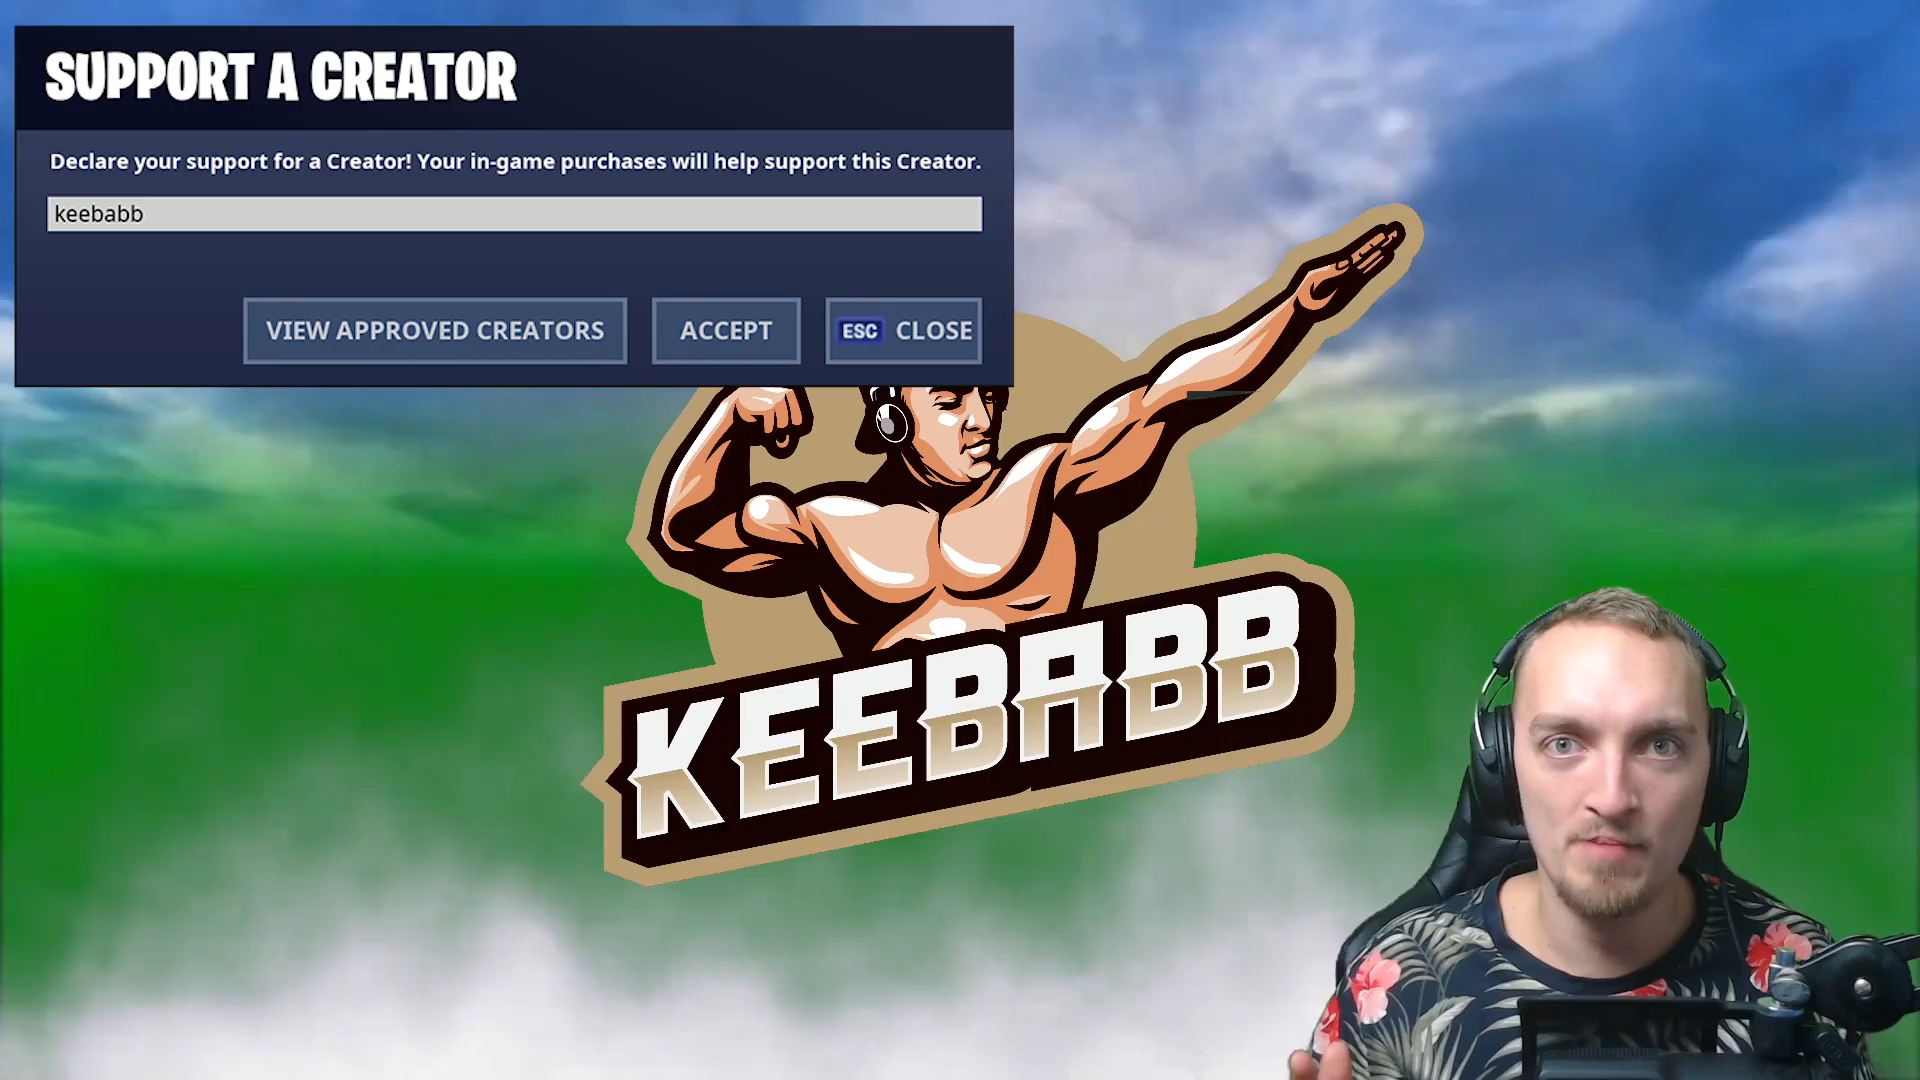 SUPPORT A CREATOR
Declare your support for a Creator! Your in-game purchases will help support this Creator.
keebabb
VIEW APPROVED CREATORS
ACCEPT
ESC CLOSE
KEEBABB